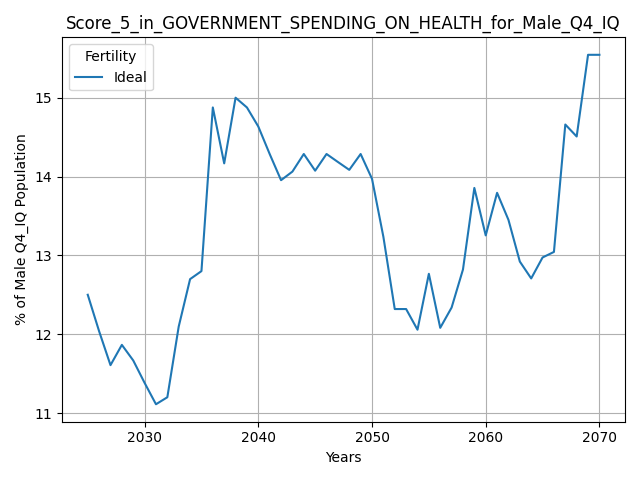 Score_5_in_GOVERNMENT_SPENDING_ON_HEALTH_for_Male_Q4_IQ
Fertility
Ideal
% of Male Q4_IQ Population
15
14
13
12
11
2030 2040 2050 2060 2070
Years